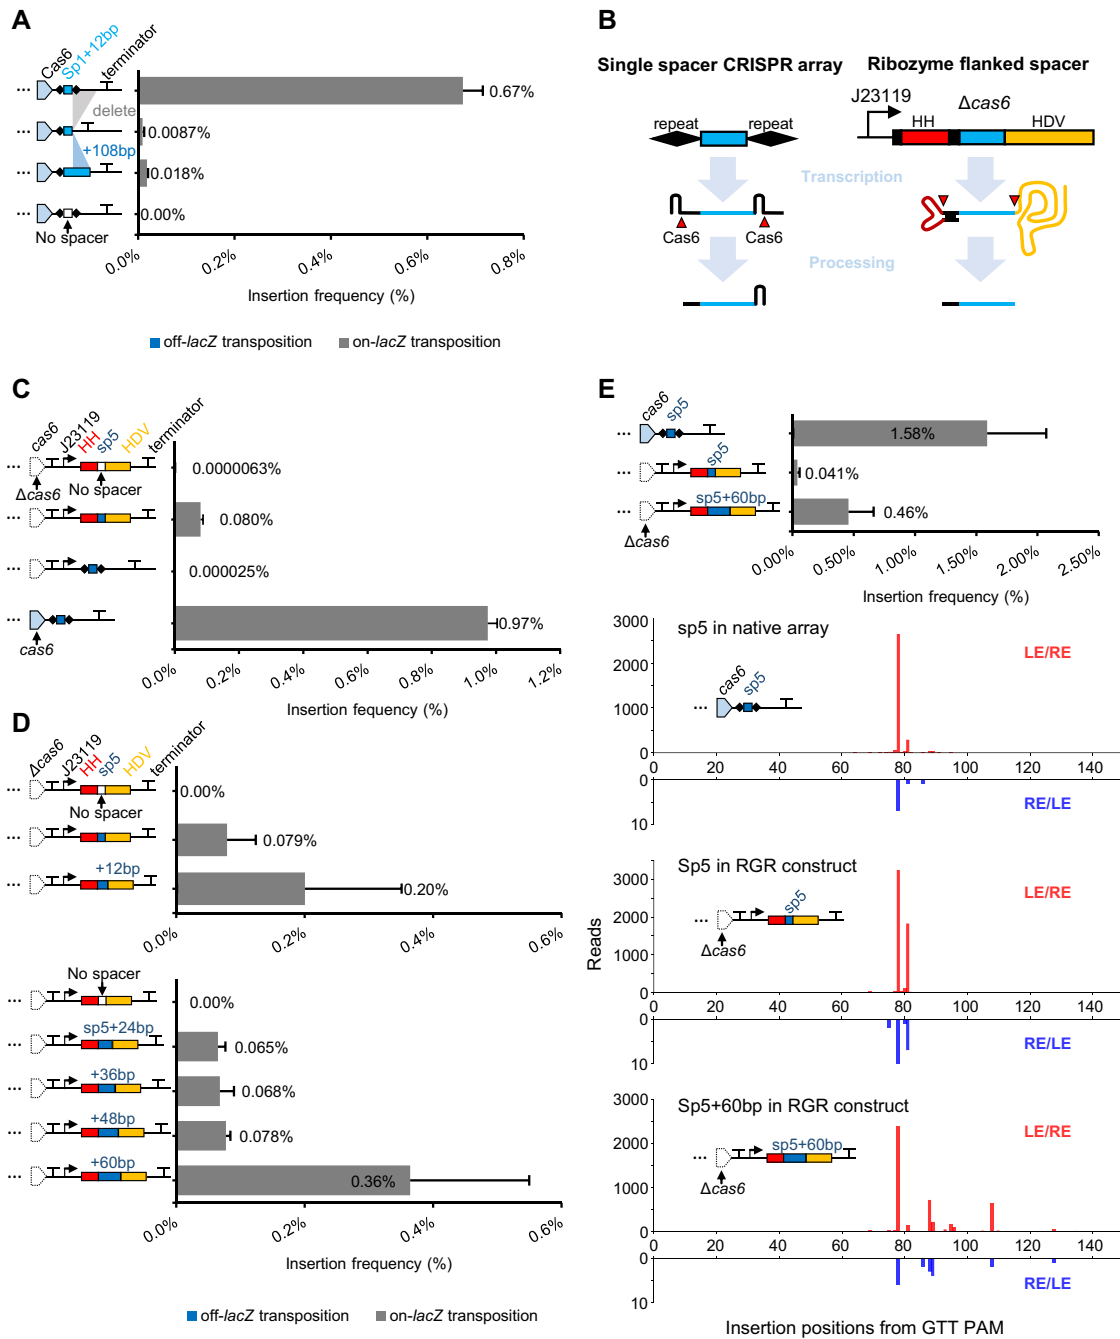 A
Cas6
Sp1+12bp
terminator
...
0.67%
delete
...
0.0087%
+108bp
...
0.018%
...
0.00%
No spacer
0.0%
0.2%
0.4%
0.6%
0.8%
Insertion frequency (%)
off-lacZ transposition
on-lacZ transposition
B
Single spacer CRISPR array
Ribozyme flanked spacer
repeat
repeat
J23119
Δcas6
HH
HDV
Transcription
Cas6
Cas6
Processing
C
cas6
J23119
HH
sp5
HDV
terminator
...
0.0000063%
Δcas6
No spacer
...
0.080%
...
0.000025%
...
0.97%
cas6
0.0%
0.2%
0.4%
0.6%
0.8%
1.0%
1.2%
Insertion fequency (%)
D
Δcas6
J23119
HH
sp5
HDV
terminator
...
0.00%
No spacer
...
0.079%
+12bp
...
0.20%
0.0%
0.2%
0.4%
0.6%
No spacer
...
0.00%
sp5+24bp
...
0.065%
+36bp
...
0.068%
+48bp
...
0.078%
+60bp
...
0.36%
0.0%
0.2%
0.4%
0.6%
Insertion frequency (%)
off-lacZ transposition
on-lacZ transposition
E
cas6
sp5
...
1.58%
sp5
...
0.041%
sp5+60bp
...
0.46%
Δcas6
0.00%
0.50%
1.00%
1.50%
2.00%
2.50%
Insertion frequency (%)
3000
2000
1000
0
sp5 in native array
LE/RE
cas6
sp5
...
0 20 40 60 80 100 120 140
0
10
RE/LE
3000
2000
1000
0
Sp5 in RGR construct
LE/RE
sp5
...
Δcas6
0 20 40 60 80 100 120 140
0
10
RE/LE
Reads
3000
2000
1000
0
Sp5+60bp in RGR construct
LE/RE
sp5+60bp
...
Δcas6
0 20 40 60 80 100 120 140
0
10
RE/LE
Insertion positions from GTT PAM